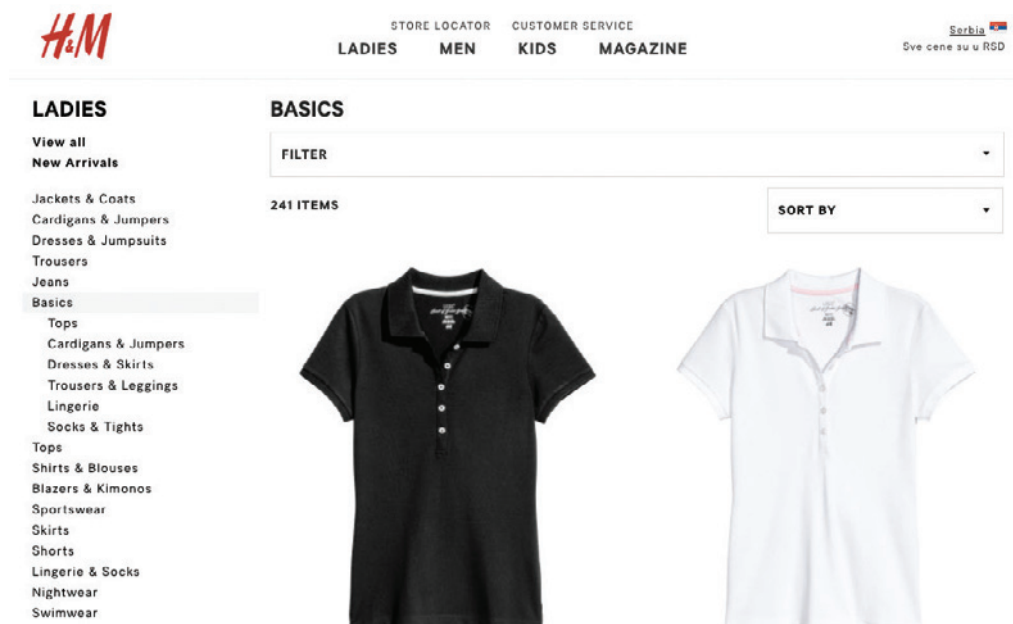 H&M
STORE LOCATOR CUSTOMER SERVICE
LADIES MEN KIDS MAGAZINE
Serbia
Sve cene su u RSD
LADIES
View all
New Arrivals
Jackets & Coats
Cardigans & Jumpers
Dresses & Jumpsuits
Trousers
Jeans
Basics
Tops
Cardigans & Jumpers
Dresses & Skirts
Trousers & Leggings
Lingerie
Socks & Tights
Tops
Shirts & Blouses
Blazers & Kimonos
Sportswear
Skirts
Shorts
Lingerie & Socks
Nightwear
Swimwear
BASICS
FILTER
241 ITEMS
SORT BY